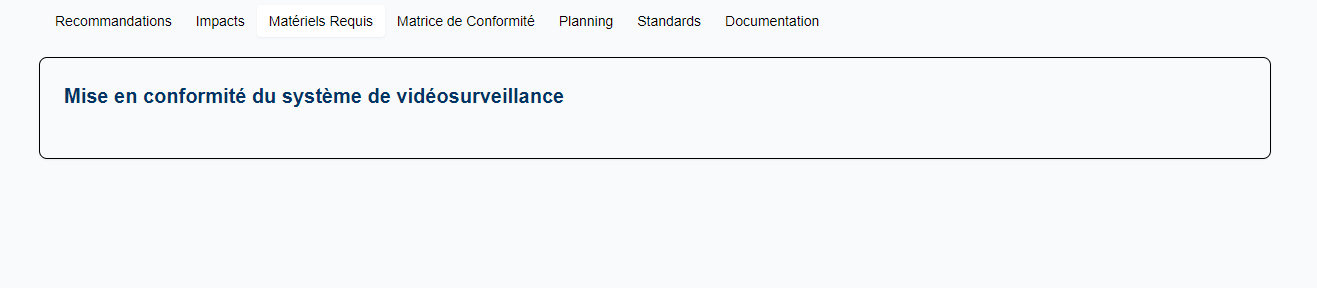 Recommandations Impacts Matériels Requis Matrice de Conformité Planning Standards Documentation
Mise en conformité du système de vidéosurveillance